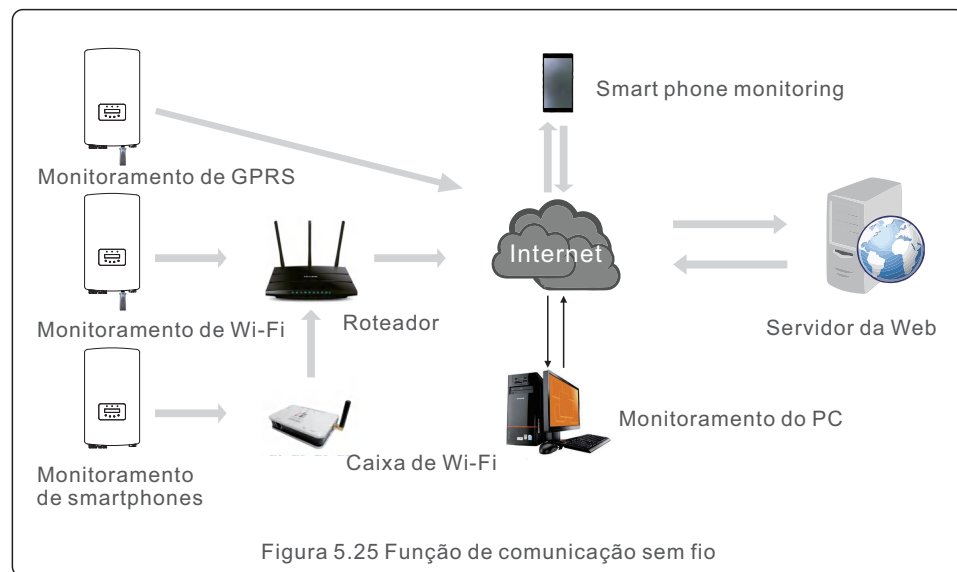 Smart phone monitoring
Monitoramento de GPRS
Internet
Monitoramento de Wi-Fi
Roteador
Servidor da Web
Monitoramento do PC
Caixa de Wi-Fi
Monitoramento
de smartphones
Figura 5.25 Função de comunicação sem fio